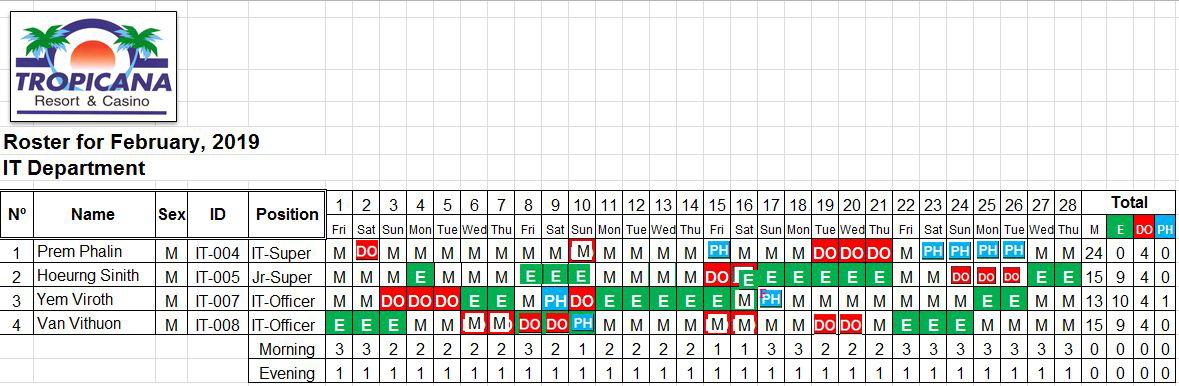 TROPICANA
Resort & Casino
Roster for February, 2019
IT Department
Nº Name Sex ID Position 1 2 3 4 5 6 7 8 9 10 11 12 13 14 15 16 17 18 19 20 21 22 23 24 25 26 27 28 Total
Fri Sat Sun Mon Tue Wed Thu Fri Sat Sun Mon Tue Wed Thu Fri Sat Sun Mon Tue Wed Thu Fri Sat Sun Mon Tue Wed Thu M E DO PH
1 Prem Phalin M IT-004 IT-Super M DO M M M M M M M M M M M M PH M M M DO DO DO M PH PH PH PH M M 24 0 4 0
2 Hoeurng Sinith M IT-005 Jr-Super M M M E M M M E E E M M M M DO E E E E E E M M DO DO DO E E 15 9 4 0
3 Yem Viroth M IT-007 IT-Officer M M DO DO DO E E M PH DO E E E E E M PH M M M M M M M E E M M 13 10 4 1
4 Van Vithuon M IT-008 IT-Officer E E E M M M M DO DO PH M M M M M M M M DO DO M E E E M M M M 15 9 4 0
Morning 3 3 2 2 2 2 2 3 2 1 2 2 2 2 1 1 3 3 2 2 2 3 3 3 3 3 3 3 0 0 0 0
Evening 1 1 1 1 1 1 1 1 1 1 1 1 1 1 1 1 1 1 1 1 1 1 1 1 1 1 1 1 0 0 0 0